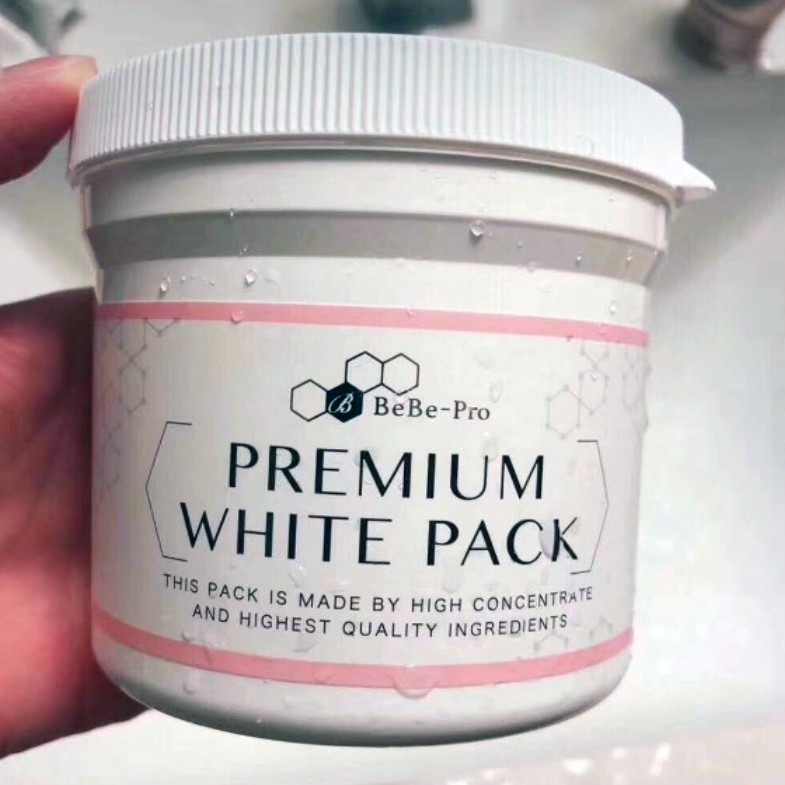 B BeBe-Pro
PREMIUM
WHITE PACK
THIS PACK IS MADE BY HIGH CONCENTRATE
AND HIGHEST QUALITY INGREDIENTS